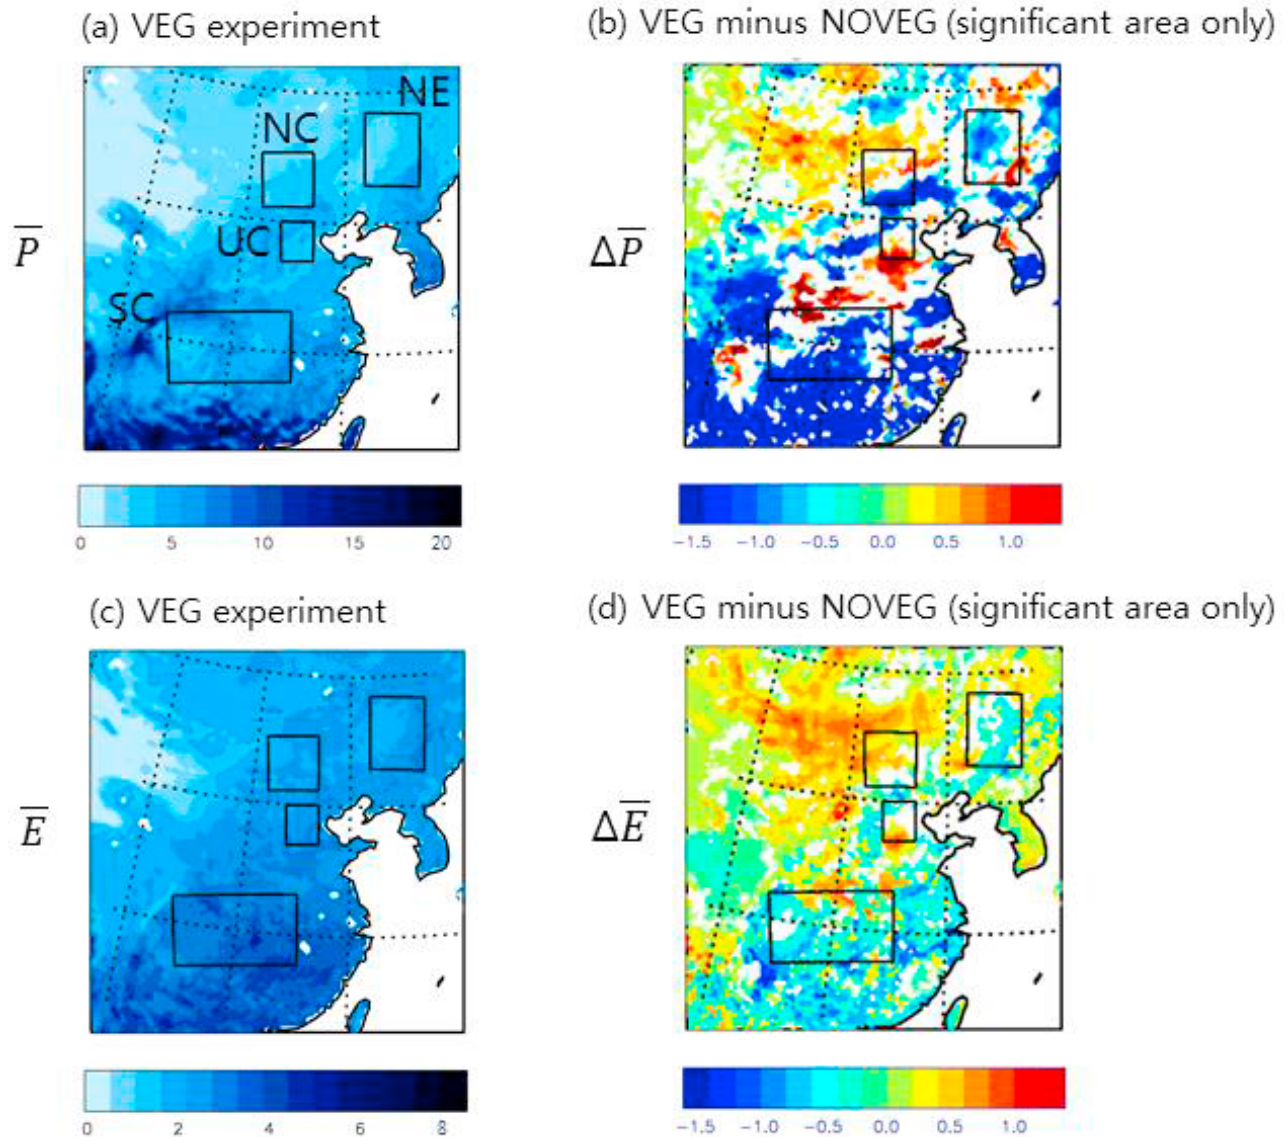 (a) VEG experiment
(b) VEG minus NOVEG (significant area only)
NE
NC
UC
SC
P̅
ΔP̅
0 5 10 15 20
−1.5 −1.0 −0.5 0.0 0.5 1.0
(c) VEG experiment
(d) VEG minus NOVEG (significant area only)
E̅
ΔE̅
0 2 4 6 8
−1.5 −1.0 −0.5 0.0 0.5 1.0